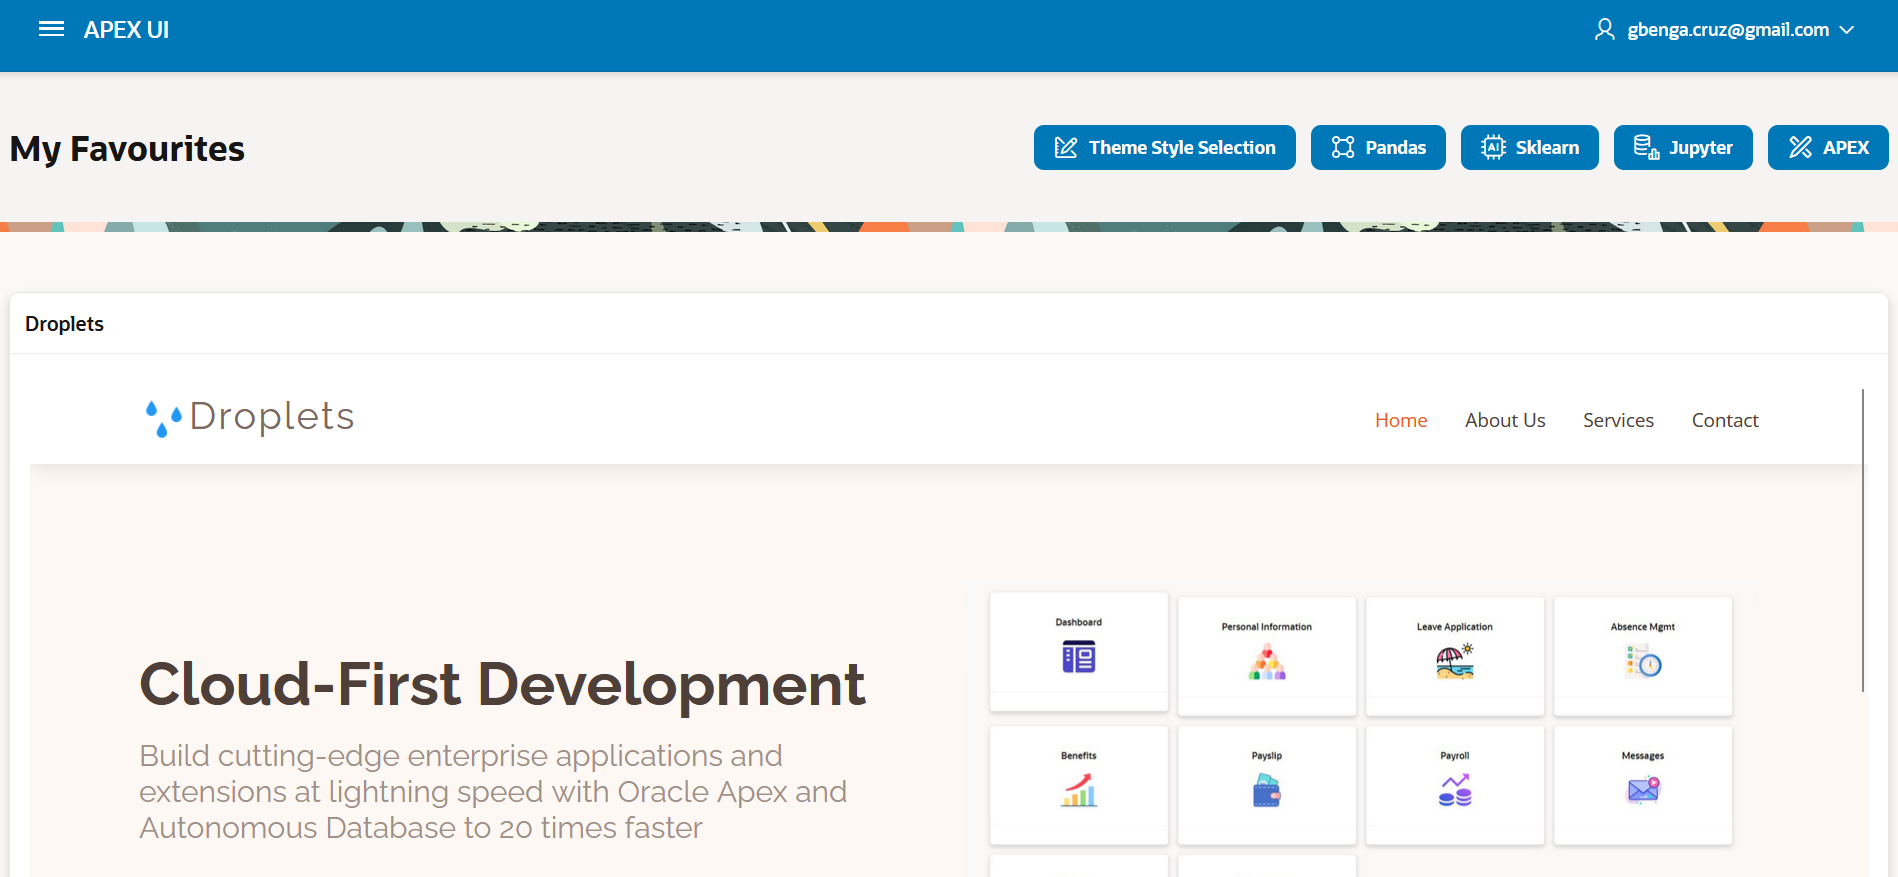 APEX UI
gbenga.cruz@gmail.com
My Favourites
Theme Style Selection
Pandas
Sklearn
Jupyter
APEX
Droplets
Droplets
Home
About Us
Services
Contact
Cloud-First Development
Build cutting-edge enterprise applications and
extensions at lightning speed with Oracle Apex and
Autonomous Database to 20 times faster
Dashboard
Personal Information
Leave Application
Absence Mgmt
Benefits
Payslip
Payroll
Messages